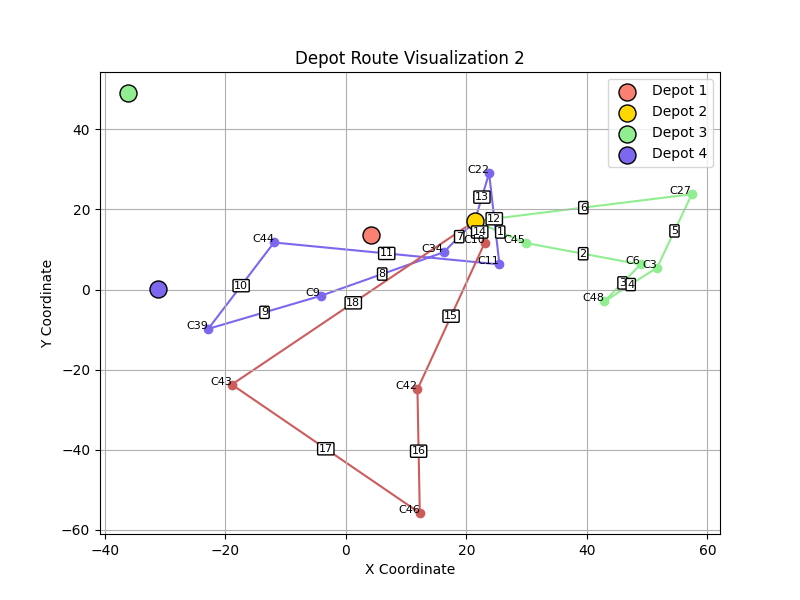 Depot Route Visualization 2
Depot 1
Depot 2
Depot 3
Depot 4
Y Coordinate
40
20
0
−20
−40
−60
C22
C27
13
12
6
14
1
5
7
C10
C45
C44
C34
11
2
C11
C6
C3
8
10
3
4
C9
C48
18
9
15
C39
C43
C42
17
16
C46
−40
−20
0
20
40
60
X Coordinate